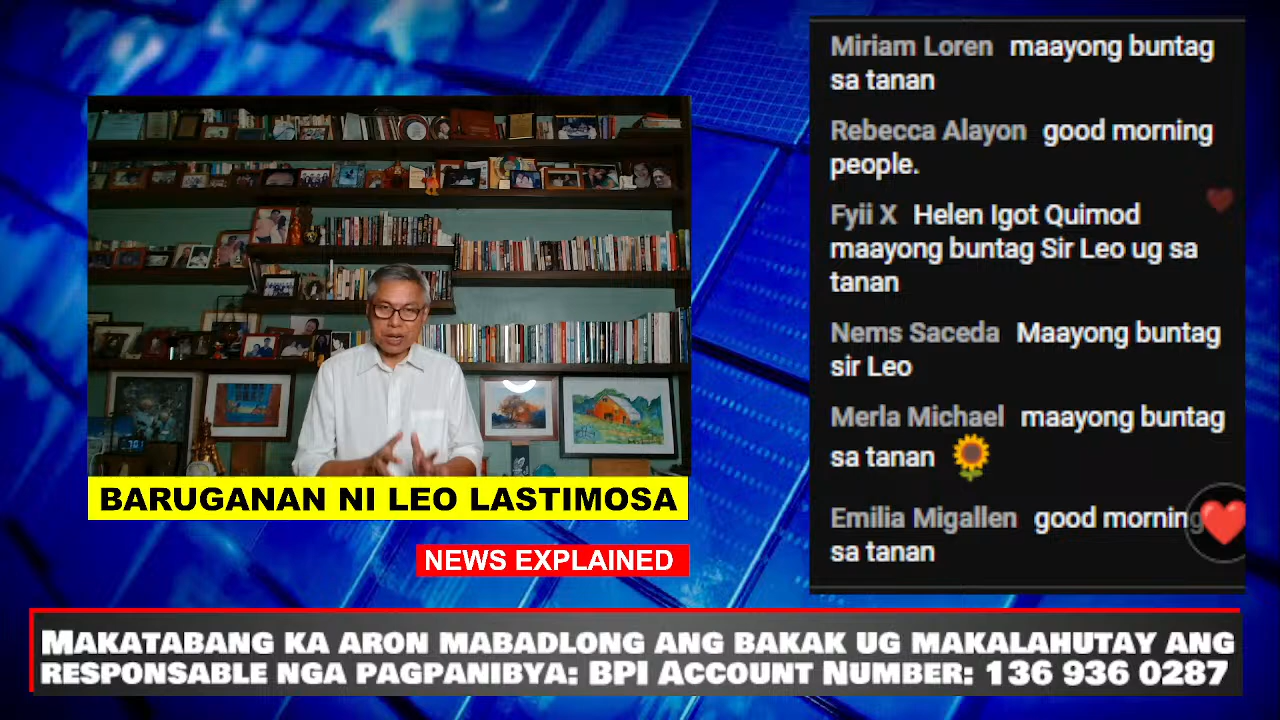 Miriam Loren maayong buntag
sa tanan
Rebecca Alayon good morning
people.
Fyii X Helen Igot Quimod
maayong buntag Sir Leo ug sa
tanan
Nems Saceda Maayong buntag
sir Leo
Merla Michael maayong buntag
sa tanan 🌻
Emilia Migallen good morning
sa tanan
BARUGANAN NI LEO LASTIMOSA
NEWS EXPLAINED
MAKATABANG KA ARON MABADLONG ANG BAKAK UG MAKALAHUTAY ANG
RESPONSABLE NGA PAGPANIBYA: BPI ACCOUNT NUMBER: 136 936 0287